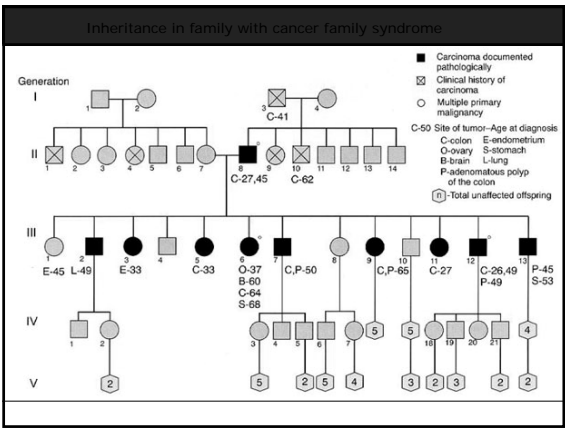 Inheritance in family with cancer family syndrome
Carcinoma documented
pathologically
Clinical history of
carcinoma
Multiple primary
malignancy
C-50 Site of tumor–Age at diagnosis
C-colon E-endometrium
O-ovary S-stomach
B-brain L-lung
P-adenomatous polyp
of the colon
n -Total unaffected offspring
Generation
I
1 2 3 4
C-41
II
1 2 3 4 5 6 7 8 9 10 11 12 13 14
C-27,45 C-62
III
1 2 3 4 5 6 7 8 9 10 11 12 13
E-45 L-49 E-33 C-33 O-37 C,P-50 C,P-65 C-27 C-26,49 P-45
B-60 P-49 S-53
C-64
S-68
IV
1 2 3 4 5 6 7 5 5 18 19 20 21 4
V
2 5 2 5 4 3 2 3 2 2